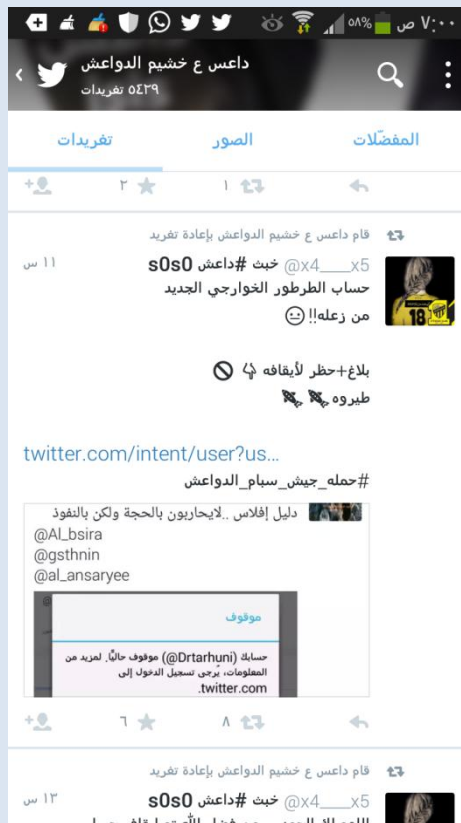 ٧:٠٠ ص ٥٨%
داعس ع خشيم الدواعش
٥٤٢٩ تغريدات
تغريدات الصور المفضّلات
١ ٢
قام داعس ع خشيم الدواعش بإعادة تغريد
خبث #داعش s0s0 @x4___x5 ١١ س
حساب الطرطور الخوارجي الجديد
من زعله!! 😐
بلاغ+حظر لأيقافه 👇 🚫
طيروه 🚀 🚀
twitter.com/intent/user?us...
#حمله_جيش_سبام_الدواعش
دليل إفلاس ..لايحاربون بالحجة ولكن بالنفوذ
@Al_bsira
@gsthnin
@al_ansaryee
موقوف
حسابك (@Drtarhuni) موقوف حاليًا. لمزيد من
المعلومات، يُرجى تسجيل الدخول إلى
twitter.com.
٨ ٦
قام داعس ع خشيم الدواعش بإعادة تغريد
خبث #داعش s0s0 @x4___x5 ١٣ س